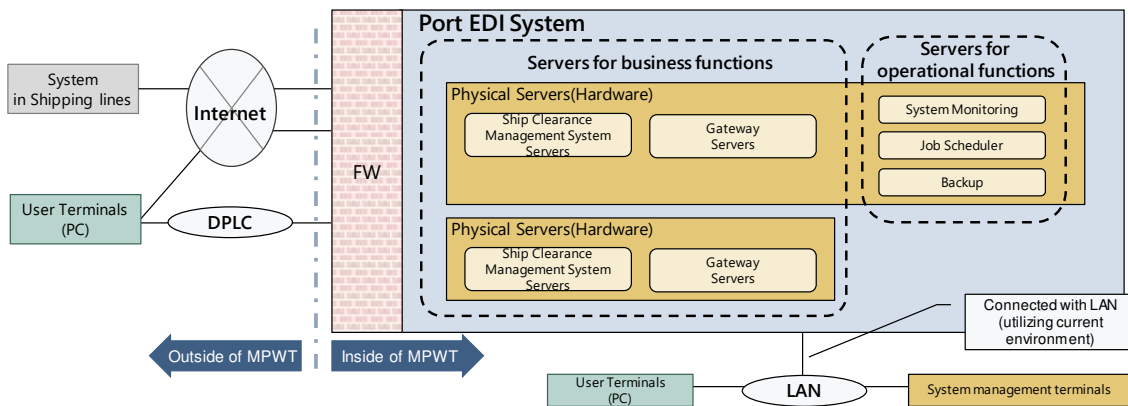 Port EDI System
Servers for business functions
Servers for
operational functions
System
in Shipping lines
Internet
Physical Servers(Hardware)
Ship Clearance
Management System
Servers
Gateway
Servers
System Monitoring
Job Scheduler
Backup
FW
User Terminals
(PC)
DPLC
Physical Servers(Hardware)
Ship Clearance
Management System
Servers
Gateway
Servers
Connected with LAN
(utilizing current
environment)
Outside of MPWT
Inside of MPWT
User Terminals
(PC)
LAN
System management terminals